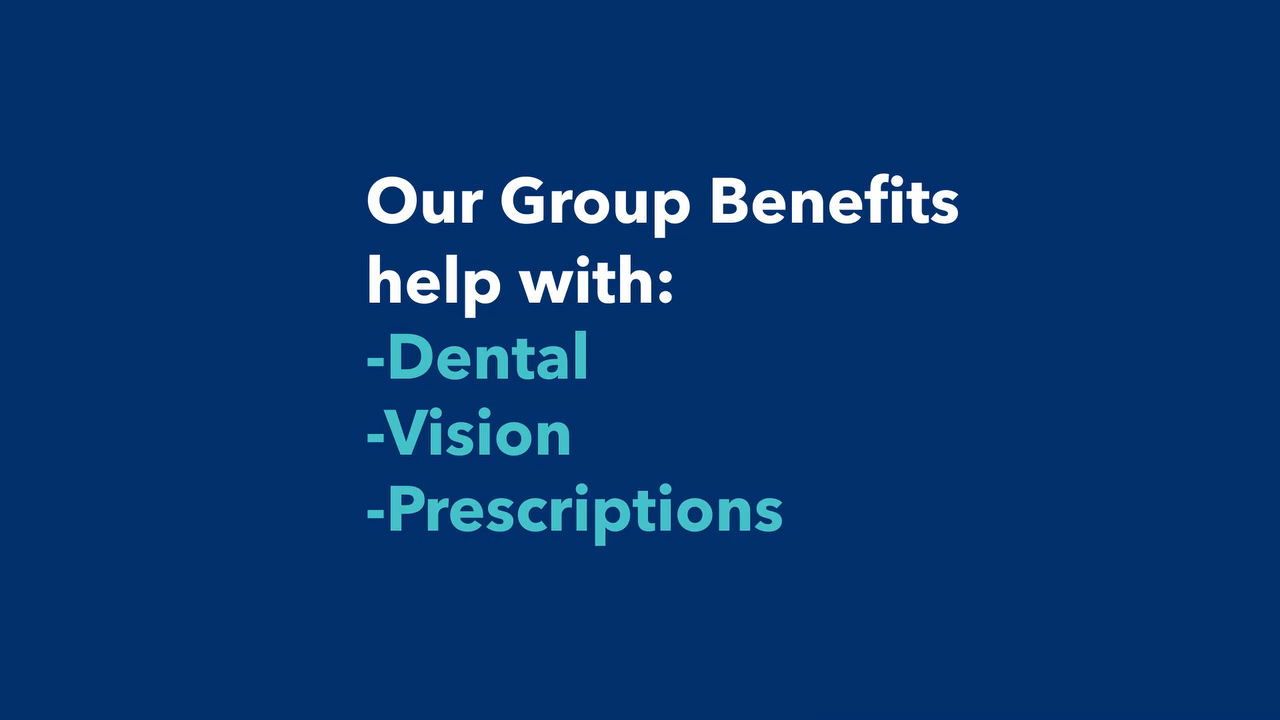 Our Group Benefits
help with:
-Dental
-Vision
-Prescriptions